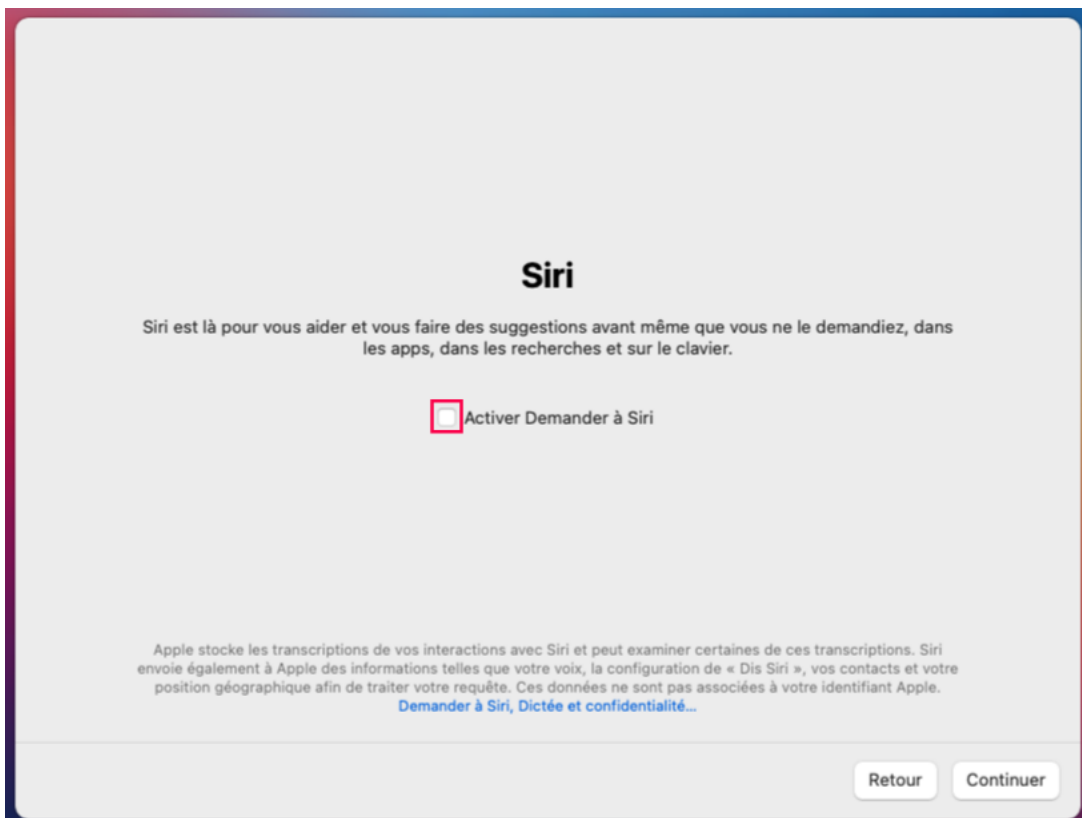 Siri
Siri est là pour vous aider et vous faire des suggestions avant même que vous ne le demandiez, dans
les apps, dans les recherches et sur le clavier.
Activer Demander à Siri
Apple stocke les transcriptions de vos interactions avec Siri et peut examiner certaines de ces transcriptions. Siri
envoie également à Apple des informations telles que votre voix, la configuration de « Dis Siri », vos contacts et votre
position géographique afin de traiter votre requête. Ces données ne sont pas associées à votre identifiant Apple.
Demander à Siri, Dictée et confidentialité...
Retour
Continuer